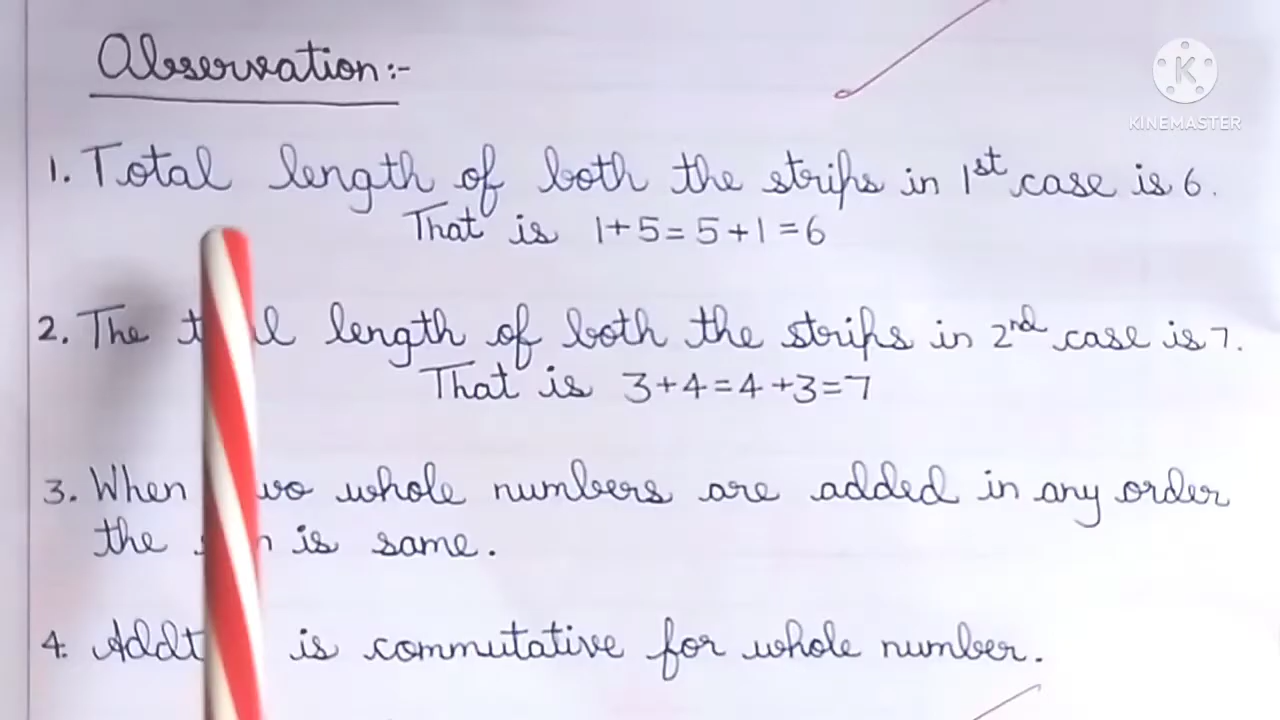 Observation:-
K
KINEMASTER
1. Total length of both the strips in 1st case is 6.
That is 1+5=5+1=6
2. The length of both the strips in 2nd case is 7.
That is 3+4=4+3=7
3. When whole numbers are added in any order
the is same.
4. is commutative for whole number.